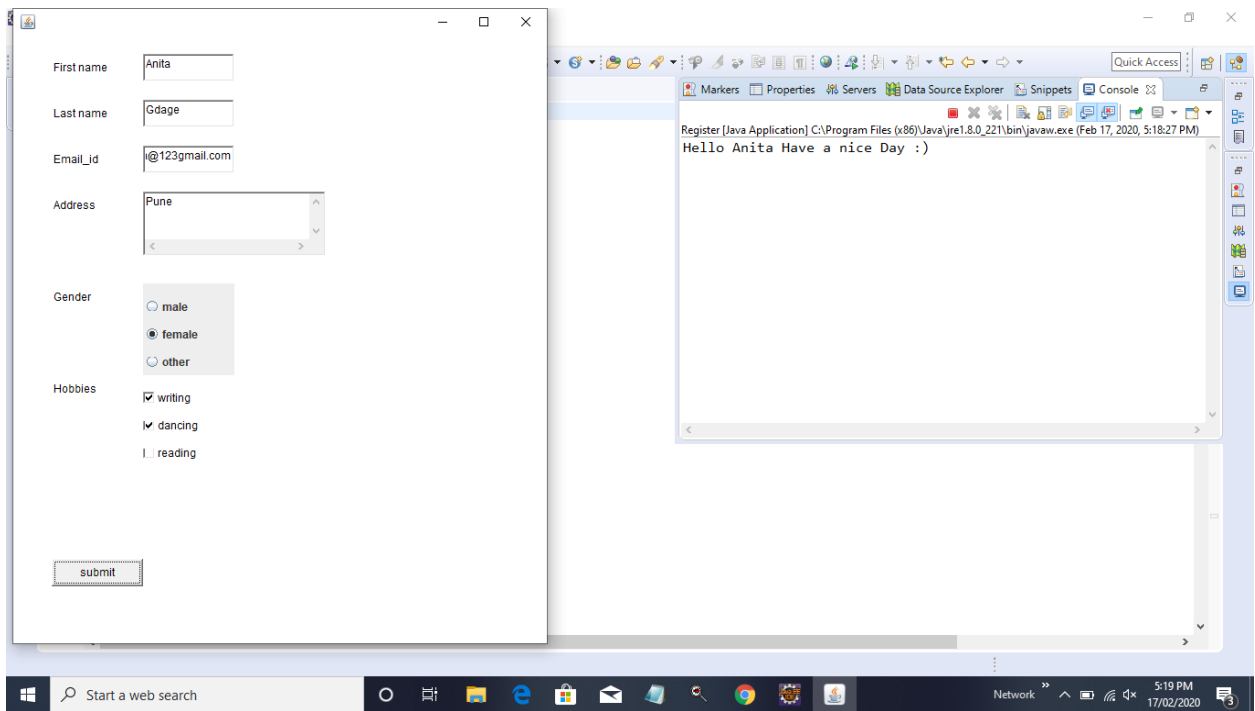 First name
Anita
Last name
Gdage
Email_id
@123gmail.com
Address
Pune
Gender
male
female
other
Hobbies
writing
dancing
reading
submit
Quick Access
Markers Properties Servers Data Source Explorer Snippets Console
Register [Java Application] C:\Program Files (x86)\Java\jre1.8.0_221\bin\javaw.exe (Feb 17, 2020, 5:18:27 PM)
Hello Anita Have a nice Day :)
Start a web search
Network
5:19 PM
17/02/2020
3